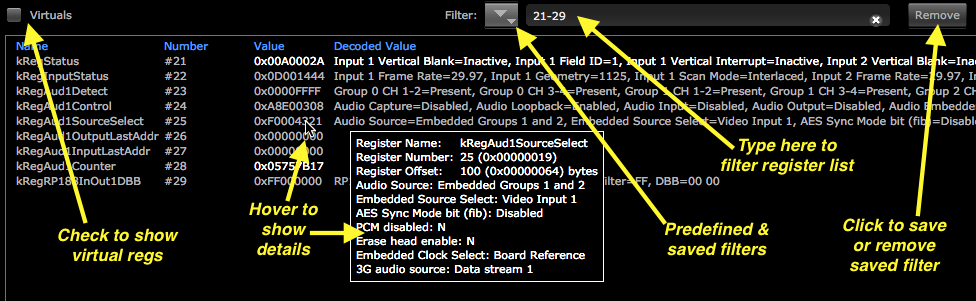 Virtuals Filter: 21-29 Remove
Name Number Value Decoded Value
kRegStatus #21 0x00A0002A Input 1 Vertical Blank=Inactive, Input 1 Field ID=1, Input 1 Vertical Interrupt=Inactive, Input 2 Vertical Blank=Inac
kRegInputStatus #22 0x0D001444 Input 1 Frame Rate=29.97, Input 1 Geometry=1125, Input 1 Scan Mode=Interlaced, Input 2 Frame Rate=29.97, Input 2
kRegAud1Detect #23 0x0000FFFF Group 0 CH 1-2=Present, Group 0 CH 3-4=Present, Group 1 CH 1-2=Present, Group 1 CH 3-4=Present, Group 2 CH
kRegAud1Control #24 0xA8E00308 Audio Capture=Disabled, Audio Loopback=Enabled, Audio Input=Disabled, Audio Output=Disabled, Audio Embedder
kRegAud1SourceSelect #25 0xF0004321 Audio Source=Embedded Groups 1 and 2, Embedded Source Select=Video Input 1, AES Sync Mode bit (fib)=Disabled,
kRegAud1OutputLastAddr #26 0x00000000
kRegAud1InputLastAddr #27 0x00000000
kRegAud1Counter #28 0x05757B17
kRegRP188InOut1DBB #29 0xFF000000 RP ilter=FF, DBB=00 00
Register Name: kRegAud1SourceSelect
Register Number: 25 (0x00000019)
Register Offset: 100 (0x00000064) bytes
Audio Source: Embedded Groups 1 and 2
Embedded Source Select: Video Input 1
AES Sync Mode bit (fib): Disabled
PCM disabled: N
Erase head enable: N
Embedded Clock Select: Board Reference
3G audio source: Data stream 1
Check to show
virtual regs
Hover to
show
details
Type here to
filter register list
Predefined &
saved filters
Click to save
or remove
saved filter